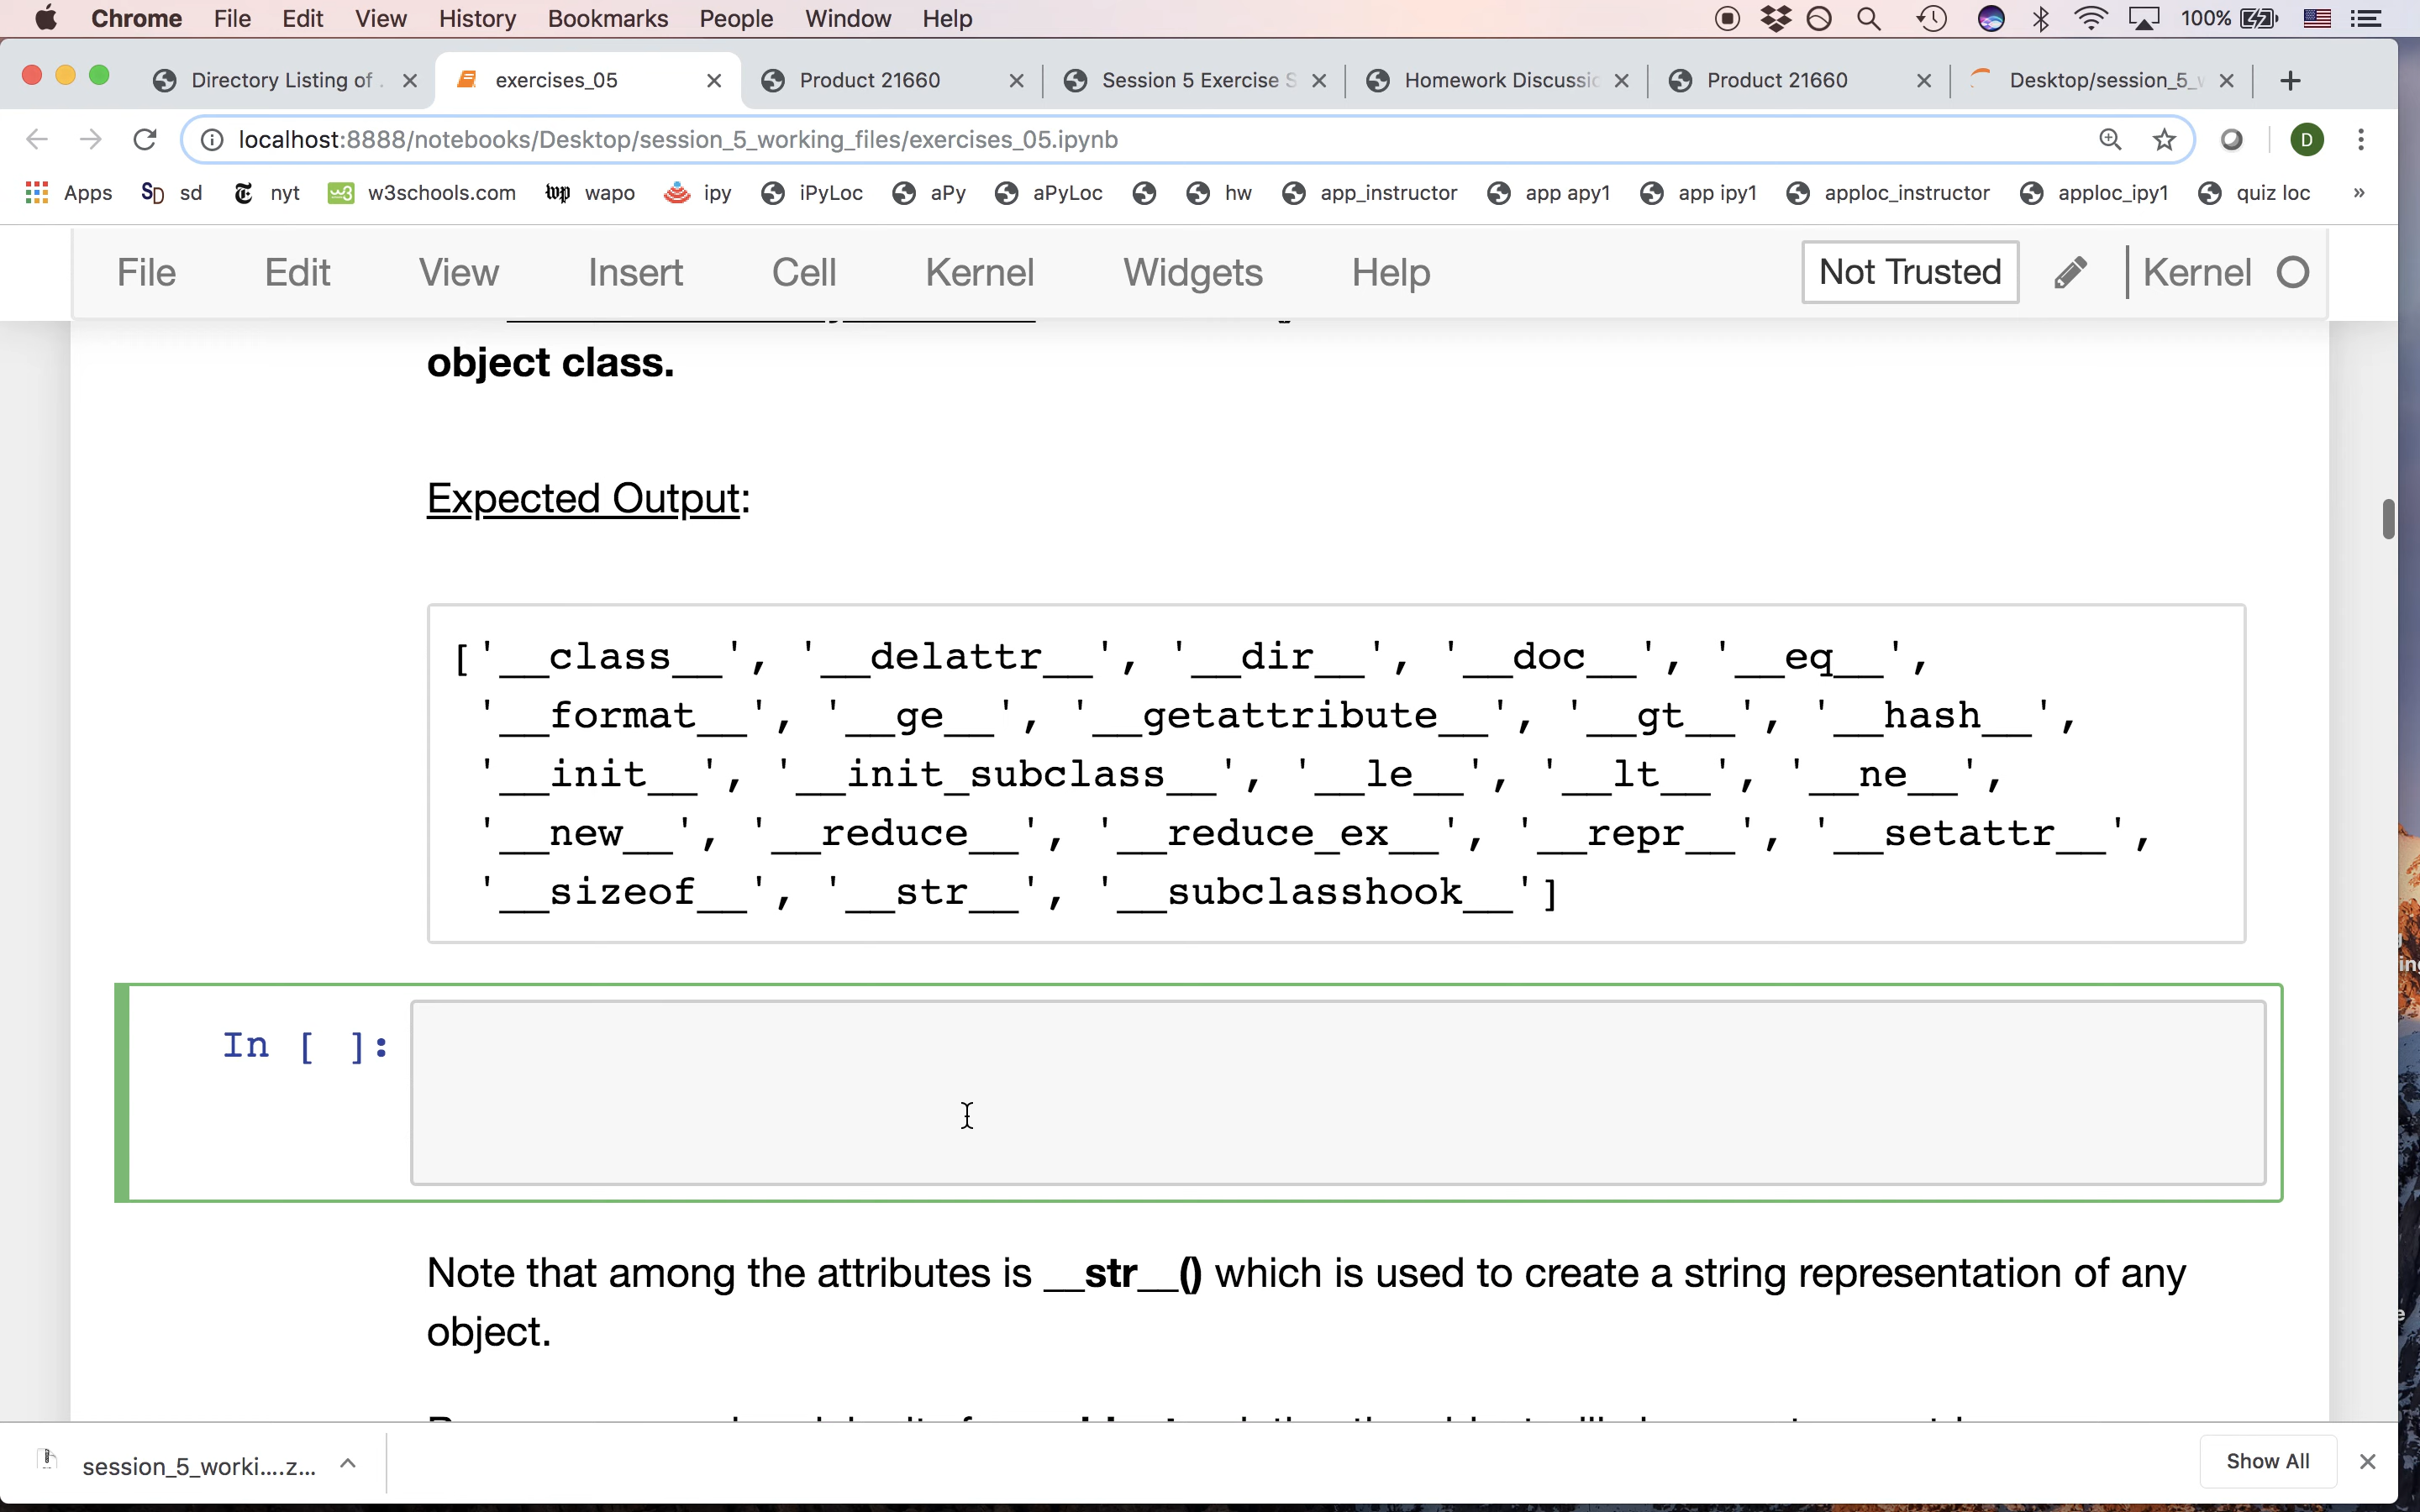 Chrome File Edit View History Bookmarks People Window Help 100%
Directory Listing of exercises_05 Product 21660 Session 5 Exercise S Homework Discussio Product 21660 Desktop/session_5_
localhost:8888/notebooks/Desktop/session_5_working_files/exercises_05.ipynb D
Apps SD sd nyt w3 w3schools.com wp wapo ipy iPyLoc aPy aPyLoc hw app_instructor app apy1 app ipy1 apploc_instructor apploc_ipy1 quiz loc »
File Edit View Insert Cell Kernel Widgets Help Not Trusted Kernel
object class.
Expected Output:
['__class__', '__delattr__', '__dir__', '__doc__', '__eq__',
'__format__', '__ge__', '__getattribute__', '__gt__', '__hash__',
'__init__', '__init_subclass__', '__le__', '__lt__', '__ne__',
'__new__', '__reduce__', '__reduce_ex__', '__repr__', '__setattr__',
'__sizeof__', '__str__', '__subclasshook__']
In [ ]:
Note that among the attributes is __str__() which is used to create a string representation of any
object.
session_5_worki....z... Show All